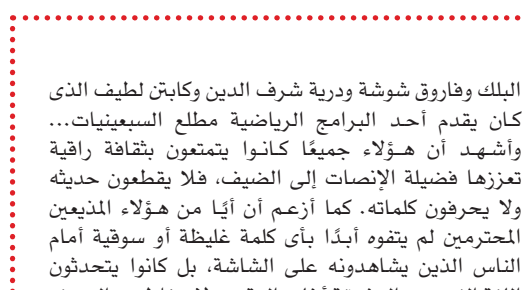 البلك وفاروق شوشة ودرية شرف الدين وكابتن لطيف الذى
كان يقدم أحد البرامج الرياضية مطلع السبعينيات...
وأشهد أن هؤلاء جميعًا كانوا يتمتعون بثقافة راقية
تعززها فضيلة الإنصات إلى الضيف، فلا يقطعون حديثه
ولا يحرفون كلماته. كما أزعم أن أيًا من هؤلاء المذيعين
المحترمين لم يتفوه أبدًا بأى كلمة غليظة أو سوقية أمام
الناس الذين يشاهدونه على الشاشة، بل كانوا يتحدثون